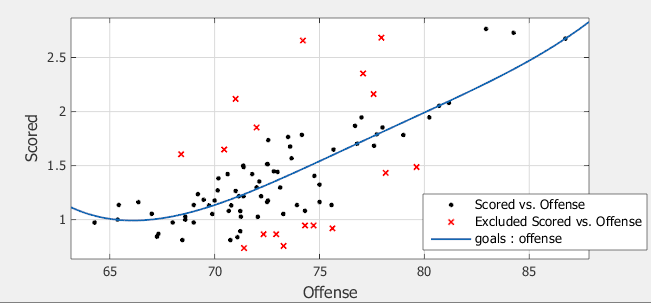 2.5
2
1.5
1
Scored
65 70 75 80 85
Offense
Scored vs. Offense
Excluded Scored vs. Offense
goals : offense